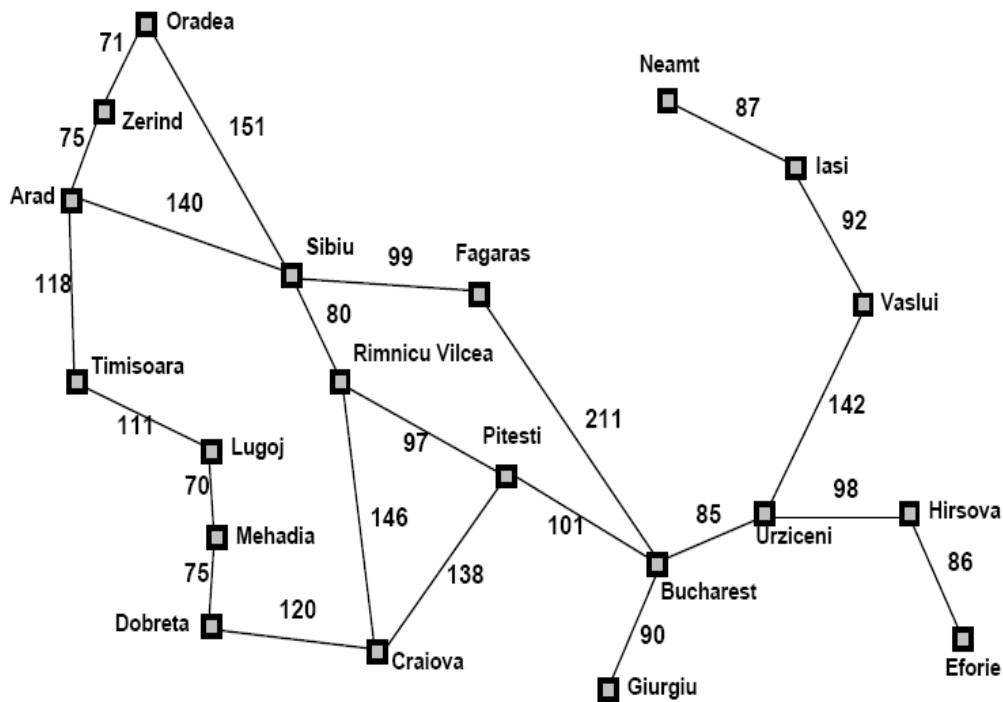 Oradea
71
Neamt
87
Zerind
75
151
Iasi
Arad
140
92
Sibiu
99
Fagaras
118
80
Vaslui
Rimnicu Vilcea
Timisoara
142
111
211
Lugoj
97
Pitesti
70
98
Hirsova
146
101
85
Urziceni
Mehadia
86
75
138
Bucharest
120
Dobreta
90
Craiova
Eforie
Giurgiu